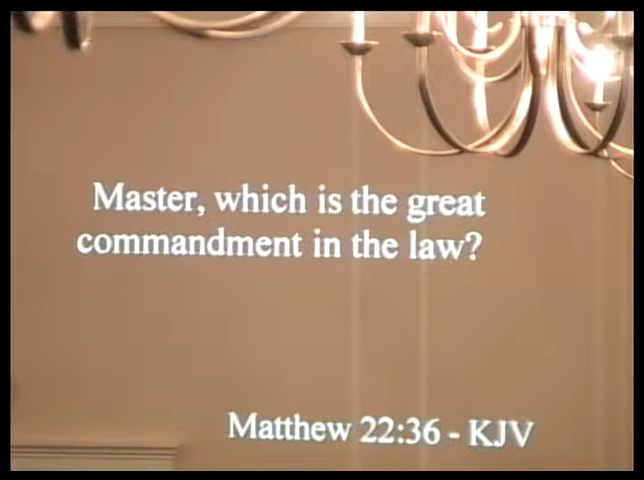 Master, which is the great
commandment in the law?
Matthew 22:36 - KJV